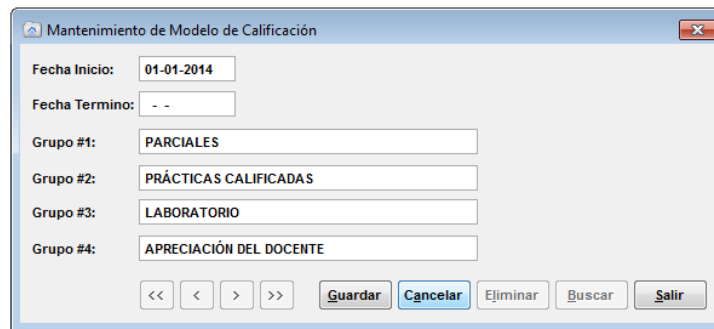 Mantenimiento de Modelo de Calificación
Fecha Inicio: 01-01-2014
Fecha Termino: - -
Grupo #1: PARCIALES
Grupo #2: PRÁCTICAS CALIFICADAS
Grupo #3: LABORATORIO
Grupo #4: APRECIACIÓN DEL DOCENTE
<< < > >> Guardar Cancelar Eliminar Buscar Salir